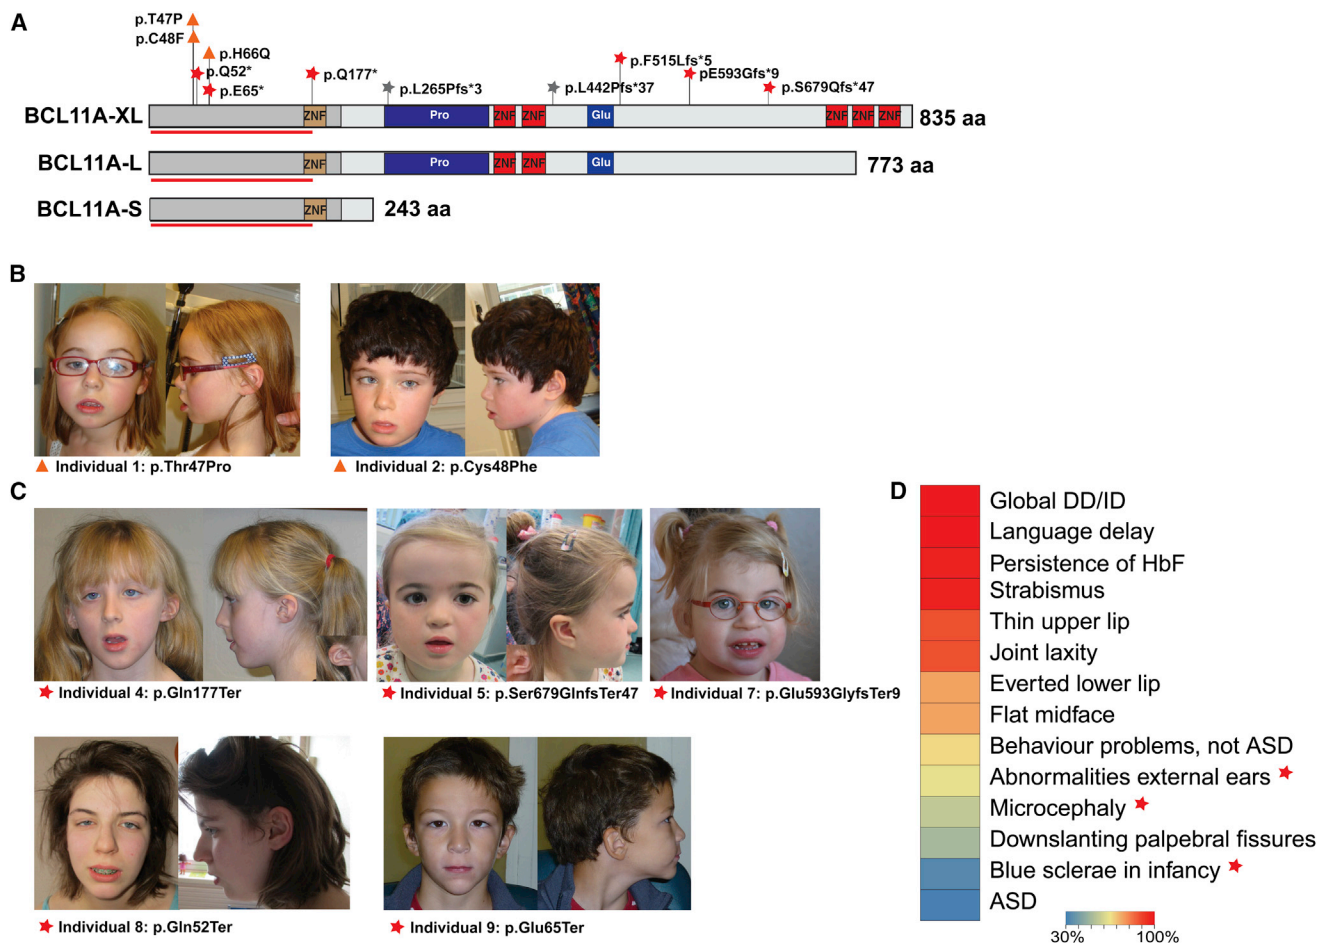 A
p.T47P
p.C48F
p.H66Q
p.Q52*
p.E65*
p.Q177*
p.L265Pfs*3
p.L442Pfs*37
p.F515Lfs*5
pE593Gfs*9
p.S679Qfs*47
BCL11A-XL ZNF Pro ZNF ZNF Glu ZNF ZNF ZNF 835 aa
BCL11A-L ZNF Pro ZNF ZNF Glu 773 aa
BCL11A-S ZNF 243 aa
B
Individual 1: p.Thr47Pro
Individual 2: p.Cys48Phe
C
Individual 4: p.Gln177Ter
Individual 5: p.Ser679GlnfsTer47
Individual 7: p.Glu593GlyfsTer9
Individual 8: p.Gln52Ter
Individual 9: p.Glu65Ter
D
Global DD/ID
Language delay
Persistence of HbF
Strabismus
Thin upper lip
Joint laxity
Everted lower lip
Flat midface
Behaviour problems, not ASD
Abnormalities external ears
Microcephaly
Downslanting palpebral fissures
Blue sclerae in infancy
ASD
30% 100%